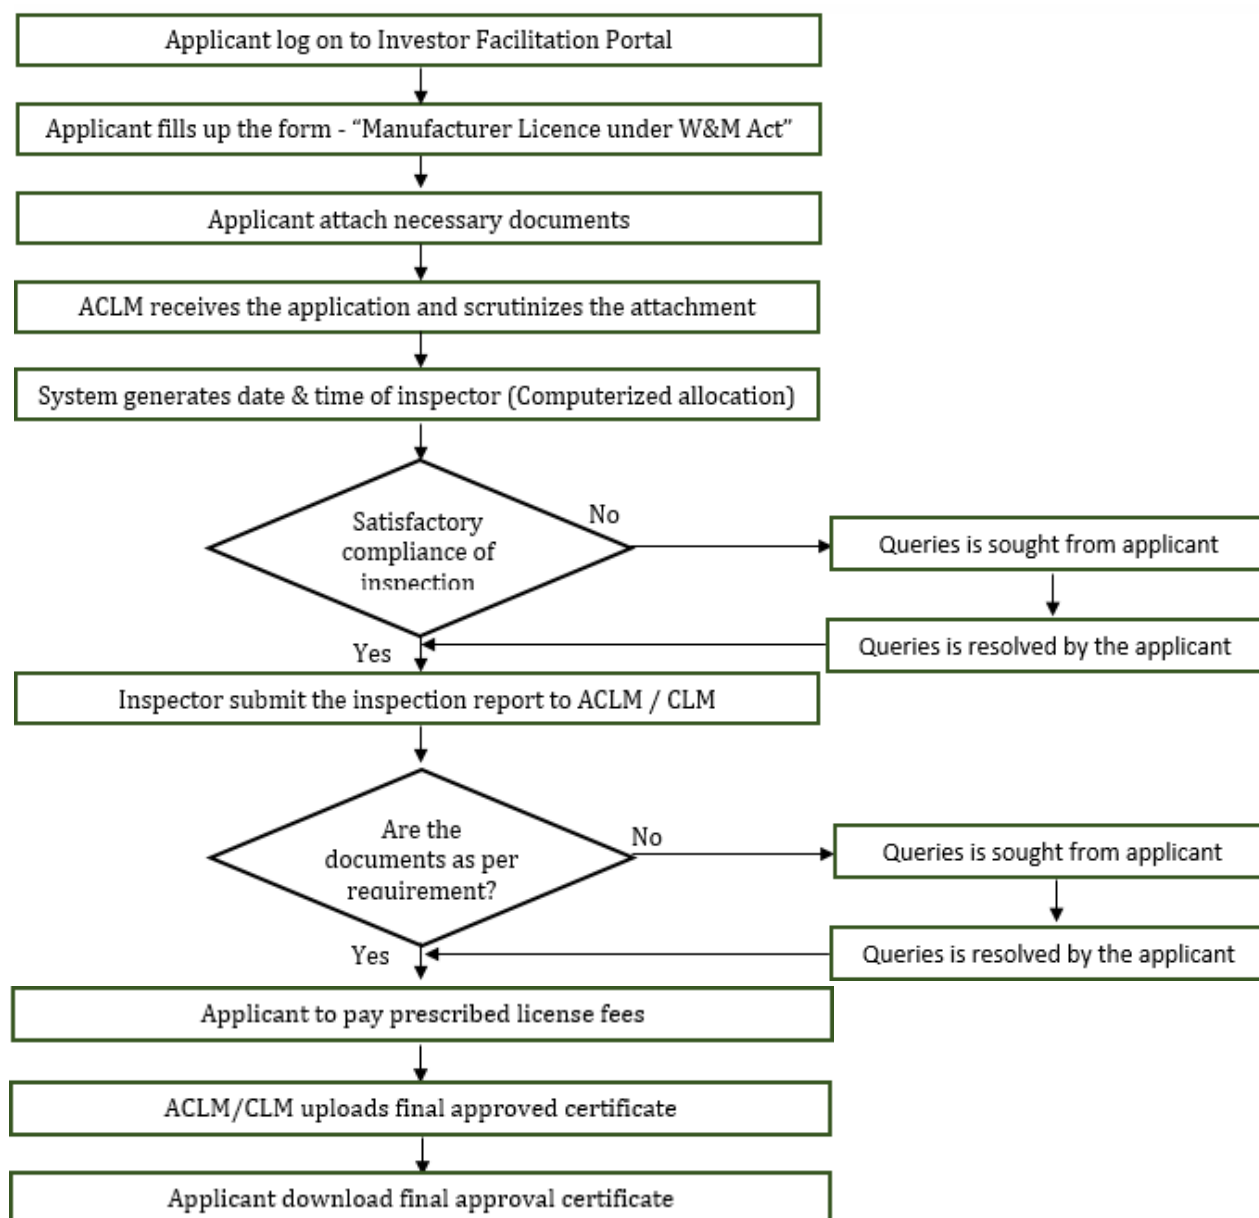 Applicant log on to Investor Facilitation Portal
Applicant fills up the form - “Manufacturer Licence under W&M Act”
Applicant attach necessary documents
ACLM receives the application and scrutinizes the attachment
System generates date & time of inspector (Computerized allocation)
Satisfactory
compliance of
inspection
No
Queries is sought from applicant
Queries is resolved by the applicant
Yes
Inspector submit the inspection report to ACLM / CLM
Are the
documents as per
requirement?
No
Queries is sought from applicant
Queries is resolved by the applicant
Yes
Applicant to pay prescribed license fees
ACLM/CLM uploads final approved certificate
Applicant download final approval certificate